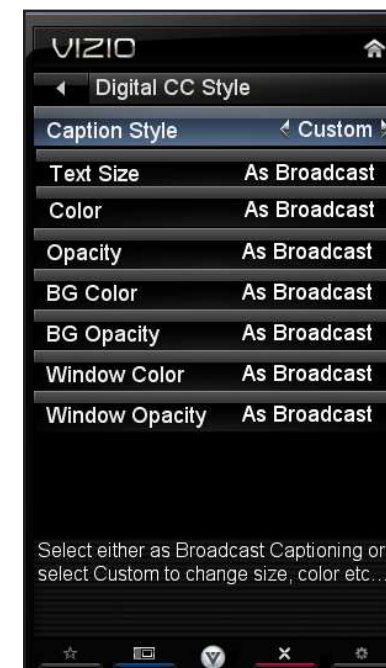 VIZIO
Digital CC Style
Caption Style Custom
Text Size As Broadcast
Color As Broadcast
Opacity As Broadcast
BG Color As Broadcast
BG Opacity As Broadcast
Window Color As Broadcast
Window Opacity As Broadcast
Select either as Broadcast Captioning or
select Custom to change size, color etc...